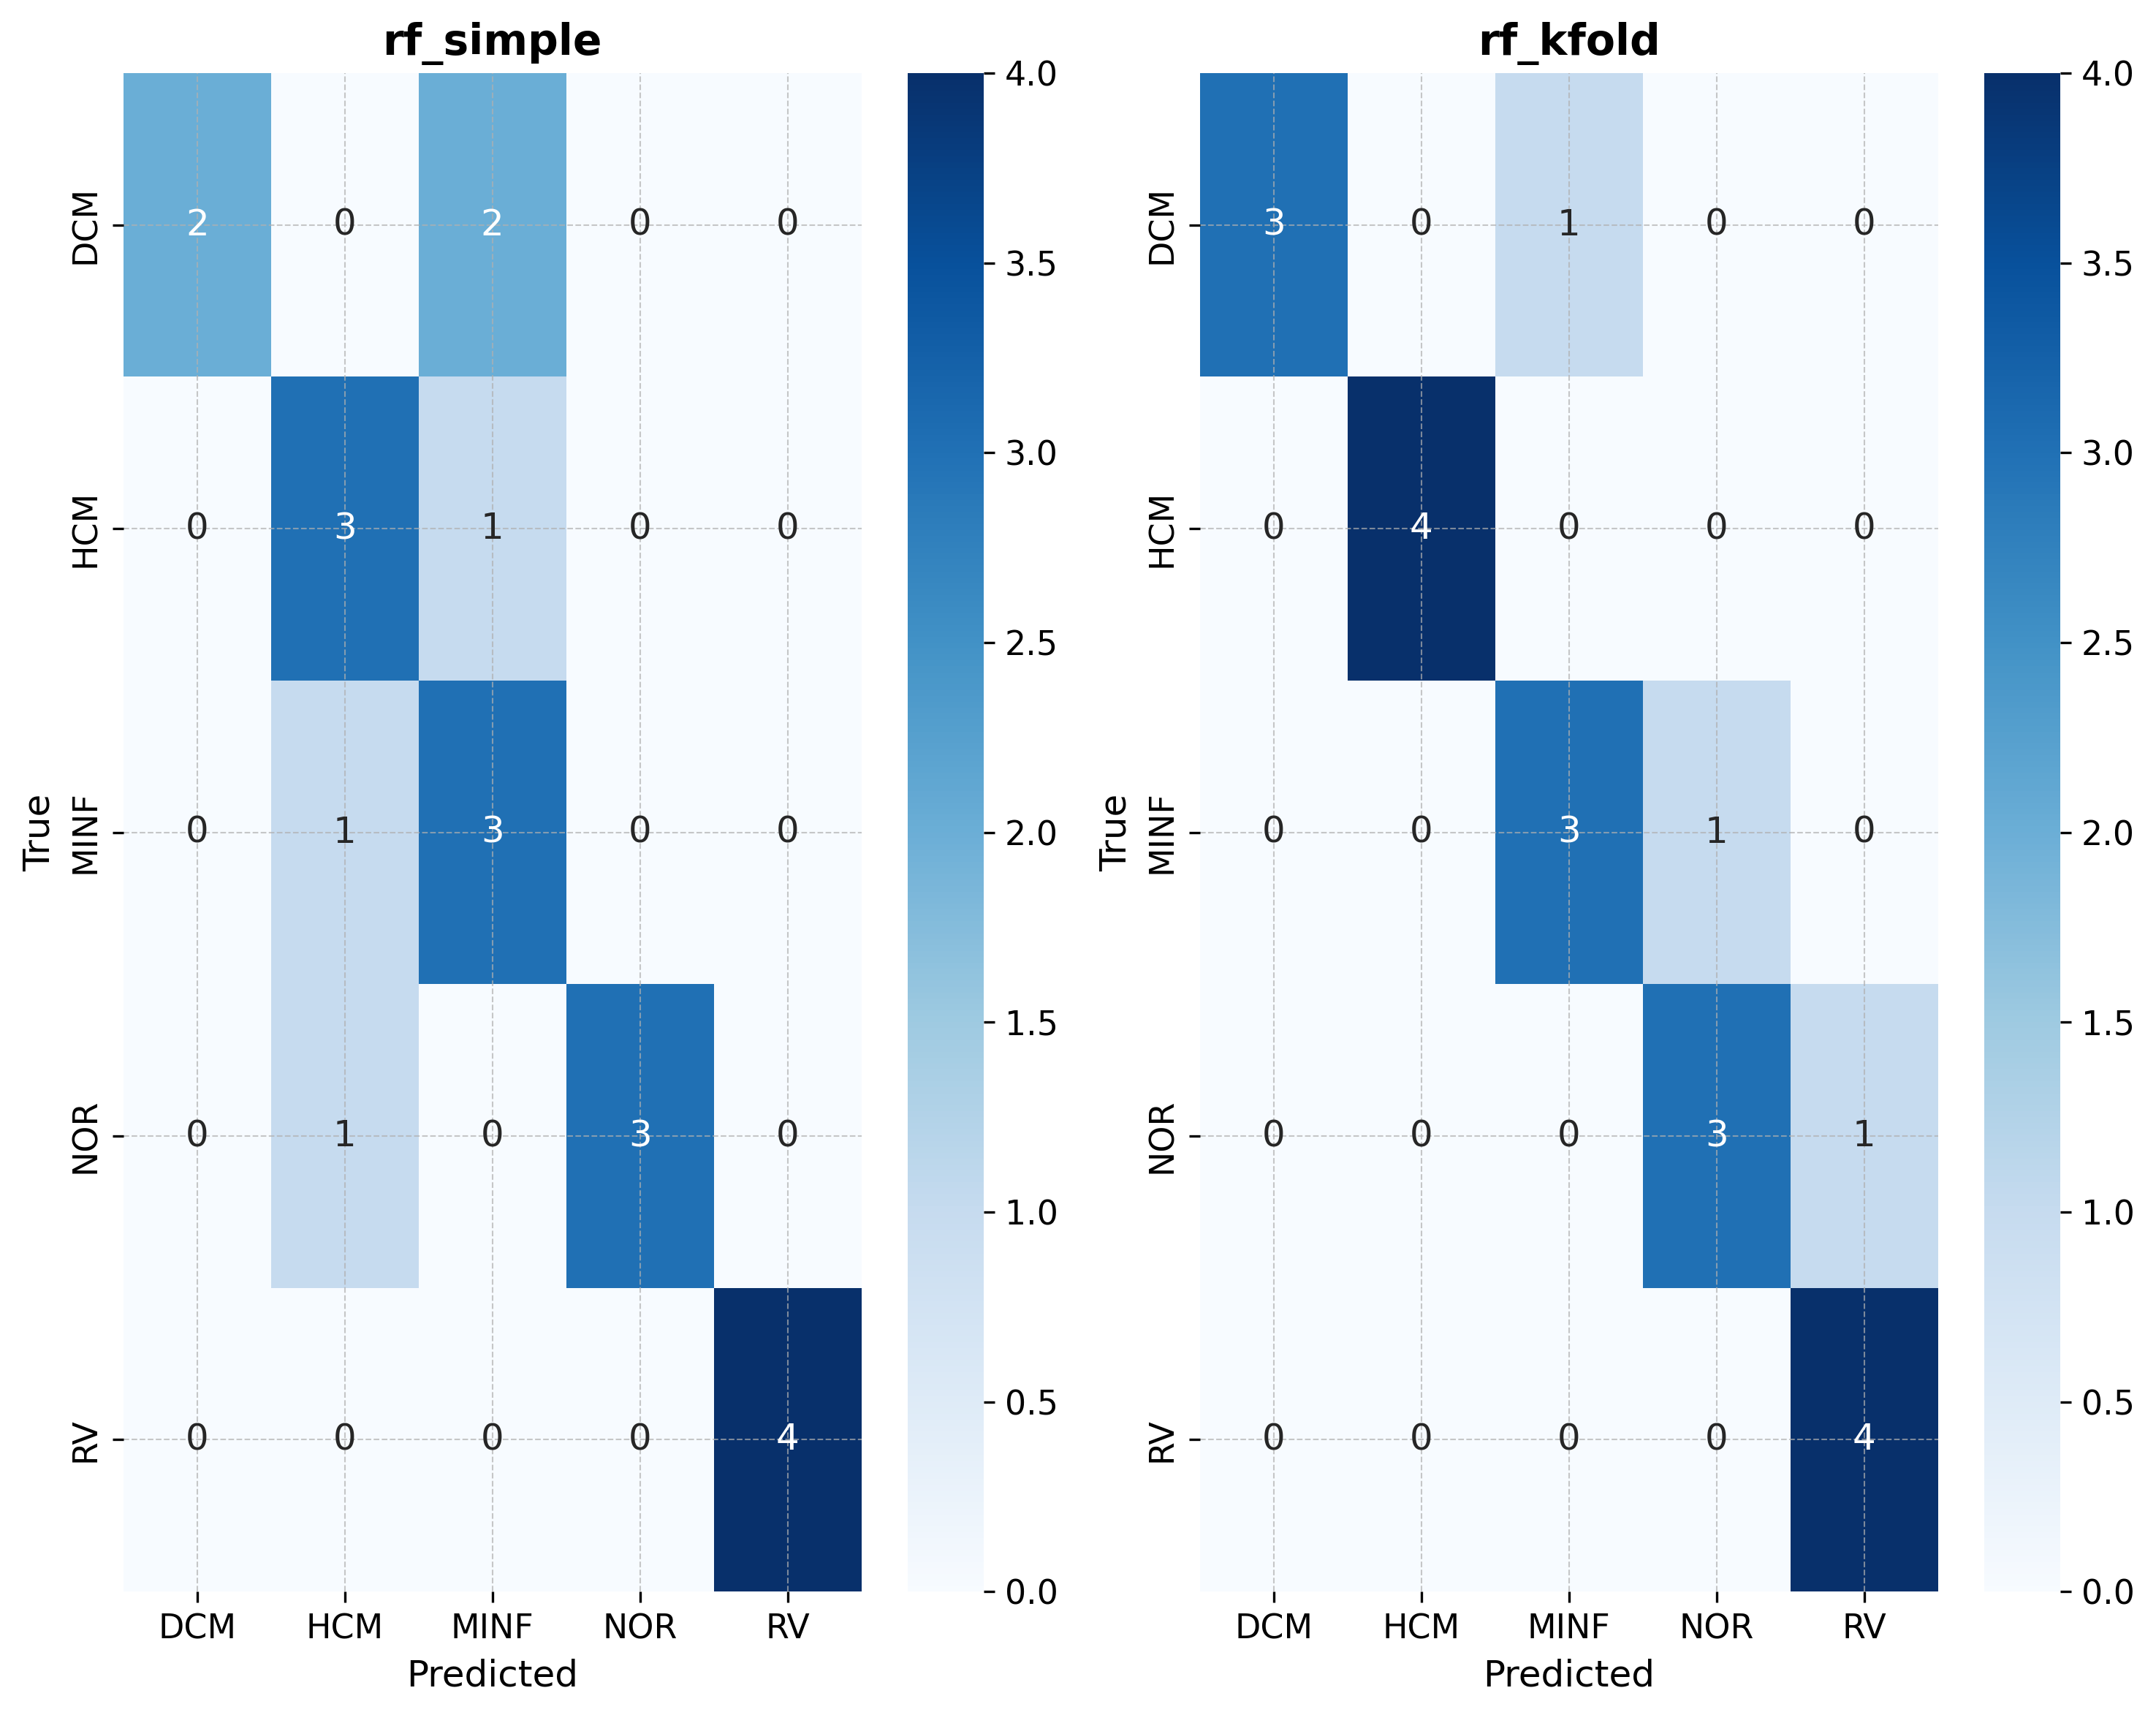 rf_simple
DCM 2 0 2 0 0
HCM 0 3 1 0 0
MINF 0 1 3 0 0
NOR 0 1 0 3 0
RV 0 0 0 0 4
True
DCM HCM MINF NOR RV
Predicted
4.0
3.5
3.0
2.5
2.0
1.5
1.0
0.5
0.0
rf_kfold
DCM 3 0 1 0 0
HCM 0 4 0 0 0
MINF 0 0 3 1 0
NOR 0 0 0 3 1
RV 0 0 0 0 4
True
DCM HCM MINF NOR RV
Predicted
4.0
3.5
3.0
2.5
2.0
1.5
1.0
0.5
0.0